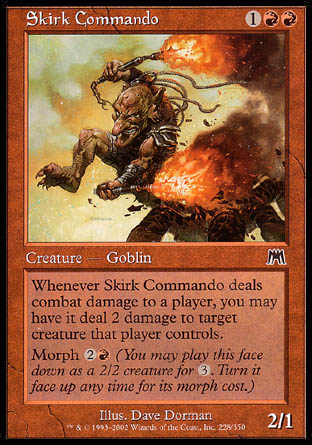 Skirk Commando 1
Creature — Goblin
Whenever Skirk Commando deals
combat damage to a player, you may
have it deal 2 damage to target
creature that player controls.
Morph 2 (You may play this face
down as a 2/2 creature for 3. Turn it
face up any time for its morph cost.)
Illus. Dave Dorman
™ & © 1993-2002 Wizards of the Coast, Inc. 228/350
2/1